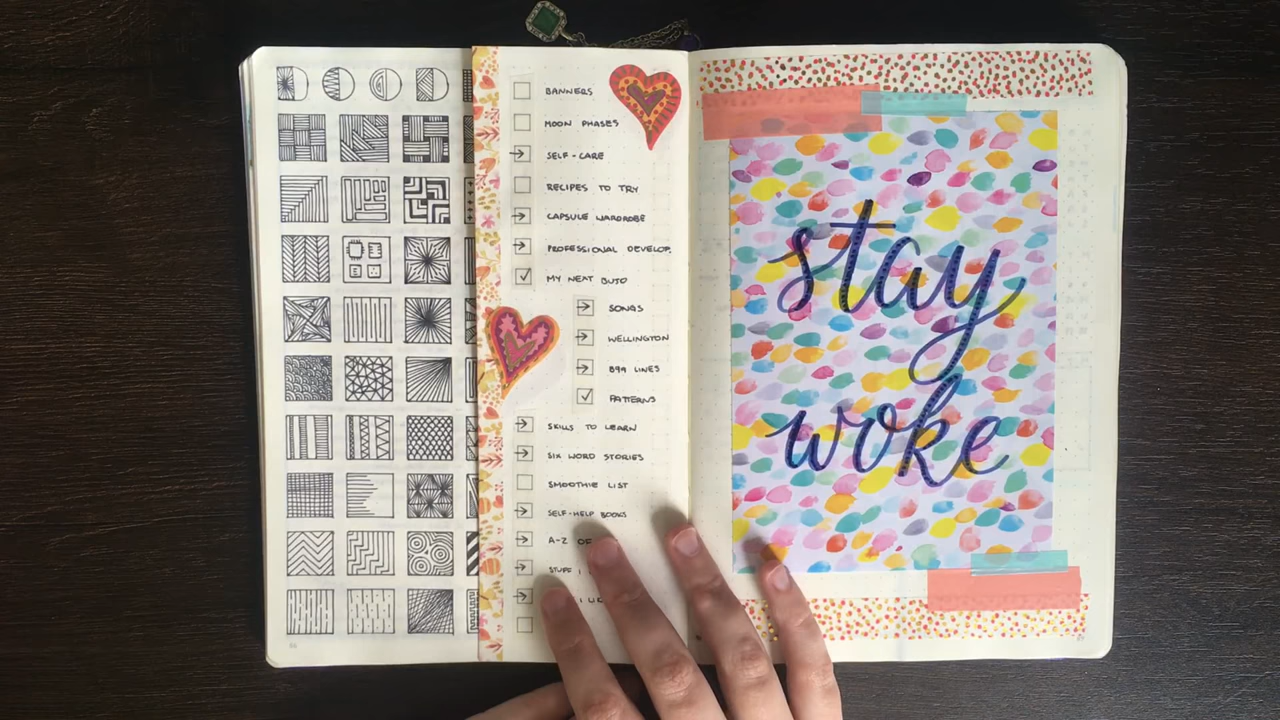 BANNERS
MOON PHASES
SELF-CARE
RECIPES TO TRY
CAPSULE WARDROBE
PROFESSIONAL DEVELOP.
MY NEXT BUJO
SONGS
WELLINGTON
B99 LINES
PATTERNS
SKILLS TO LEARN
SIX WORD STORIES
SMOOTHIE LIST
SELF-HELP BOOKS
A-Z OF
STUFF I
stay
woke